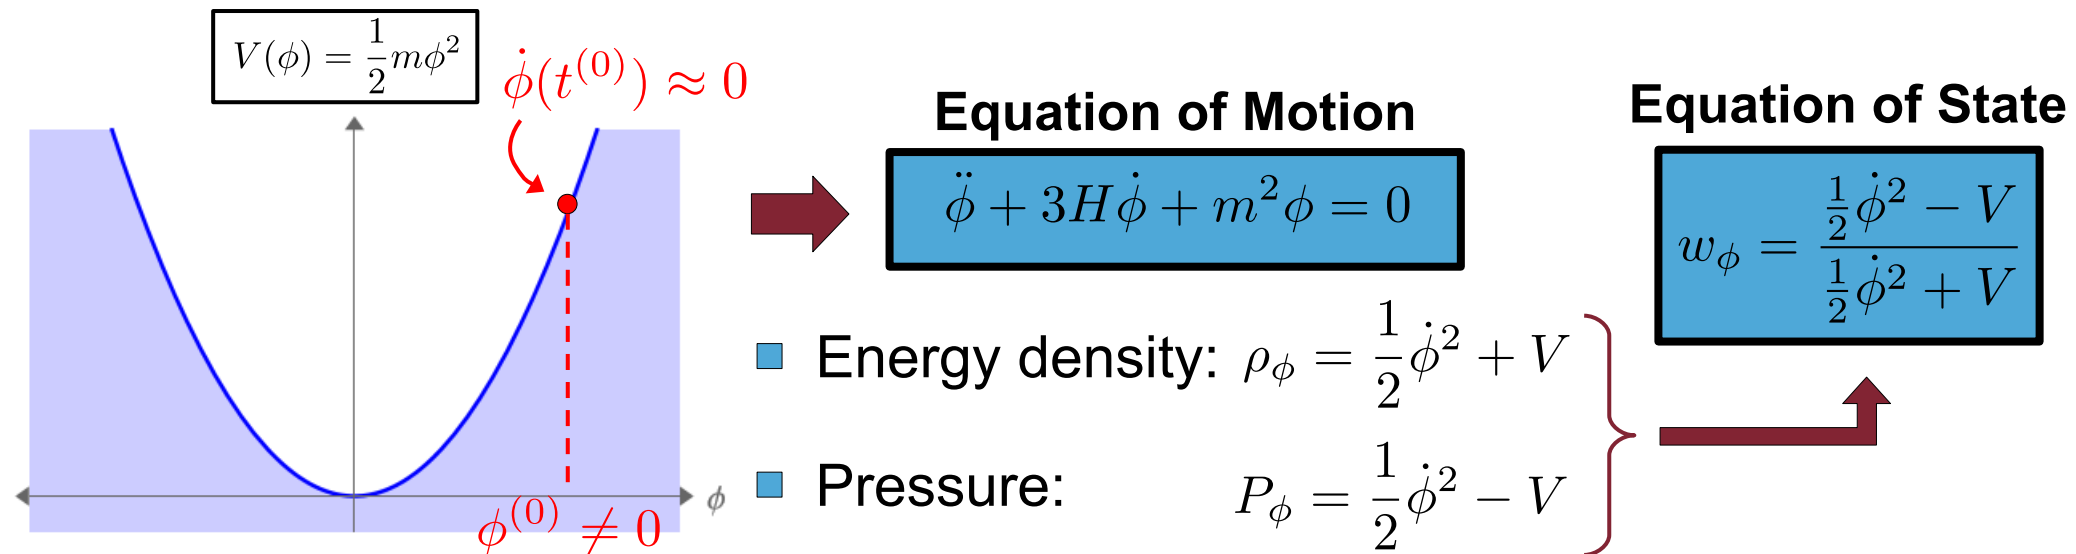 V(ϕ) = 1/2 mϕ²
ϕ̇(t⁽⁰⁾) ≈ 0
ϕ
ϕ⁽⁰⁾ ≠ 0
Equation of Motion
ϕ̈ + 3Hϕ̇ + m²ϕ = 0
Energy density: ρ_ϕ = 1/2 ϕ̇² + V
Pressure: P_ϕ = 1/2 ϕ̇² − V
Equation of State
w_ϕ = (1/2 ϕ̇² − V)/(1/2 ϕ̇² + V)